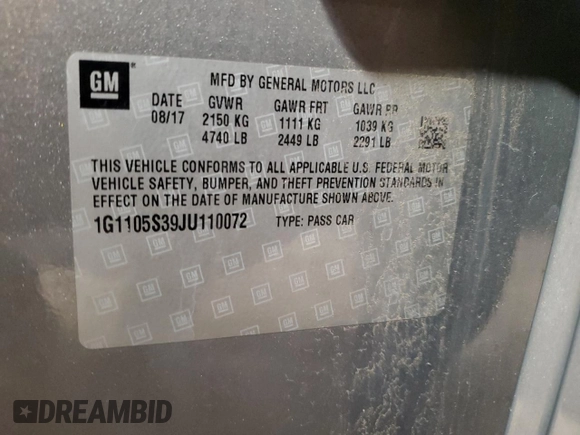 GM
®
MFD BY GENERAL MOTORS LLC
DATE GVWR GAWR FRT GAWR RR
08/17 2150 KG 1111 KG 1039 KG
4740 LB 2449 LB 2291 LB
THIS VEHICLE CONFORMS TO ALL APPLICABLE U.S. FEDERAL MOTOR
VEHICLE SAFETY, BUMPER, AND THEFT PREVENTION STANDARDS IN
EFFECT ON THE DATE OF MANUFACTURE SHOWN ABOVE.
1G1105S39JU110072 TYPE: PASS CAR
DREAMBID